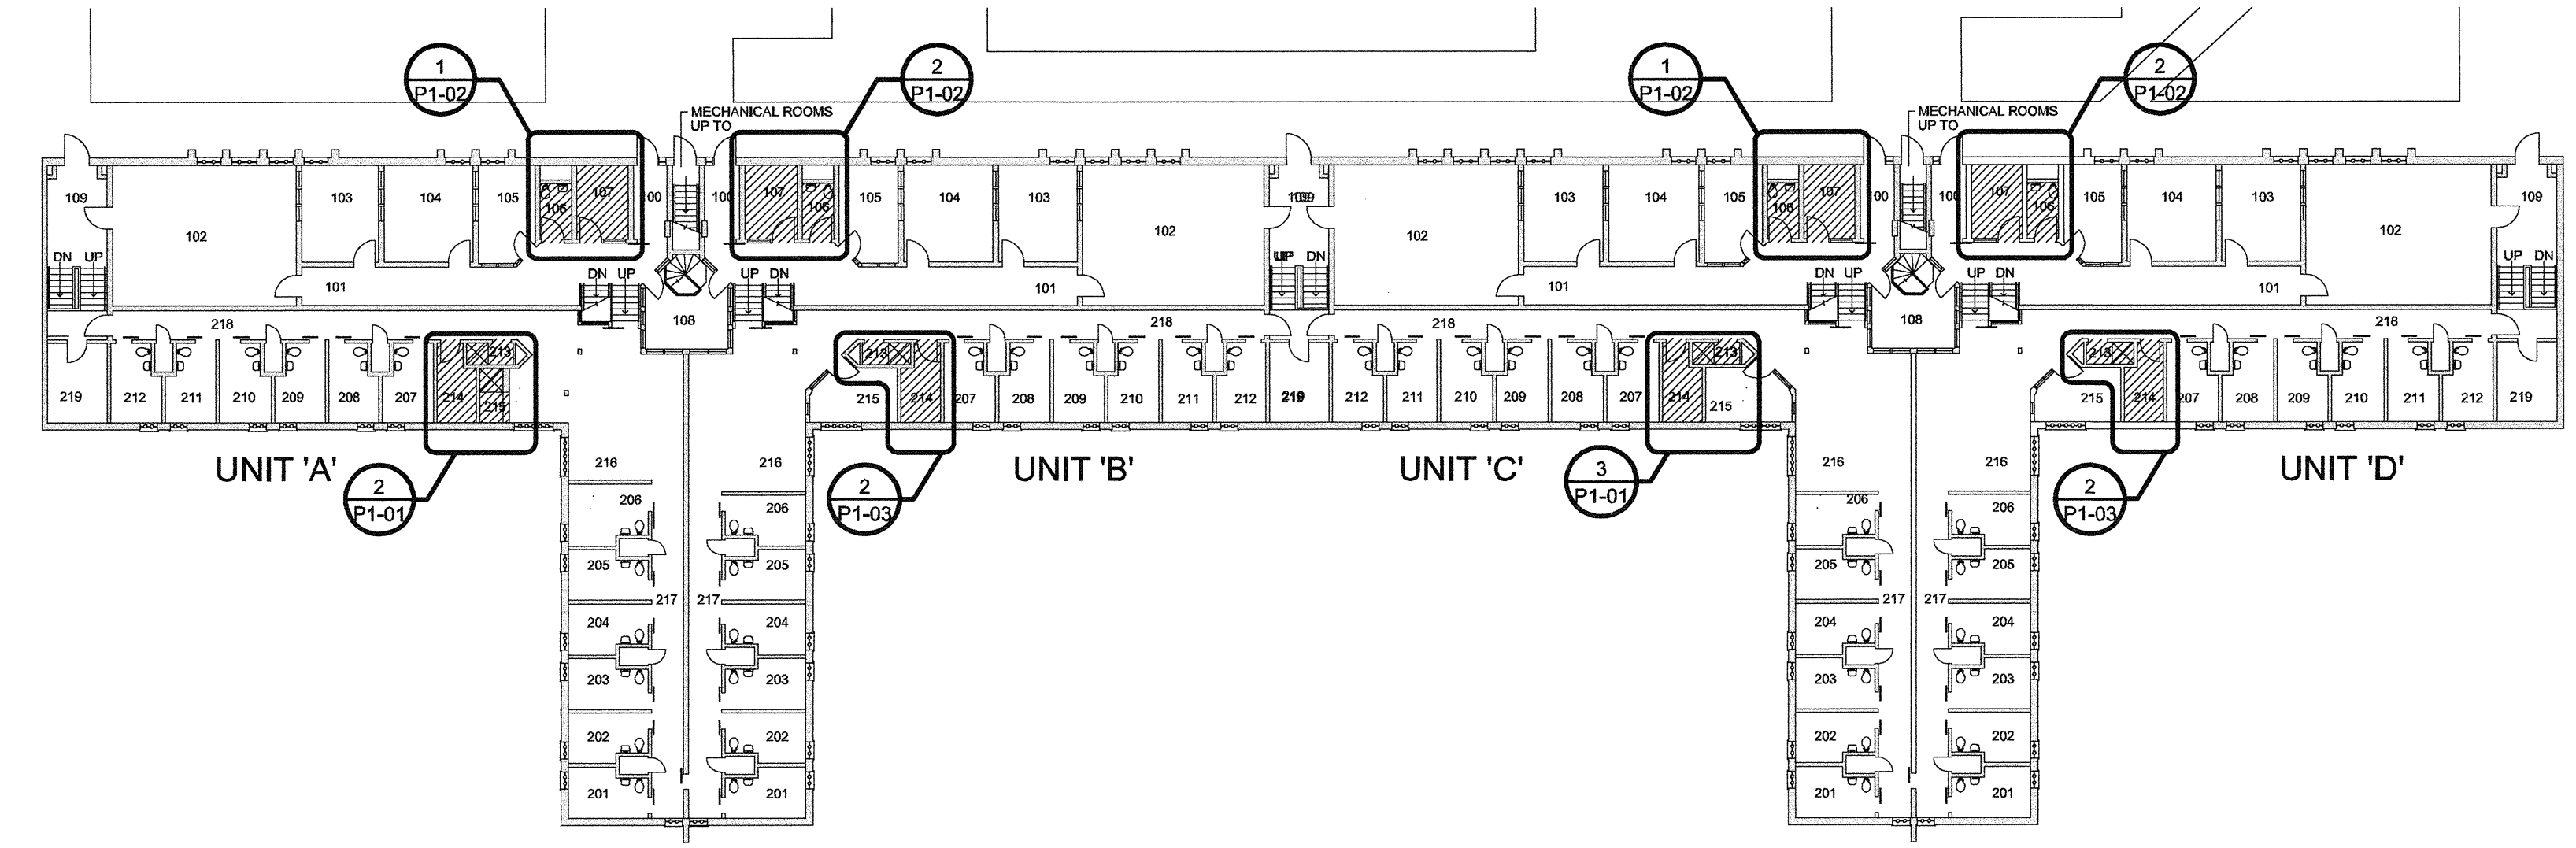 1 2 1 2
P1-02 P1-02 P1-02 P1-02
MECHANICAL ROOMS MECHANICAL ROOMS
UP TO UP TO
109 103 104 105 106 107 100 100 107 106 105 104 103 109 103 104 105 106 107 100 100 107 106 105 104 103 109
102 102 102 102
DN UP DN UP UP DN UP DN DN UP UP DN UP DN
101 101 101 101
108 108
218 218 218 218
213 213 213 213
219 212 211 210 209 208 207 214 215 215 214 207 208 209 210 211 212 219 212 211 210 209 208 207 214 215 215 214 207 208 209 210 211 212 219
UNIT 'A' 216 216 UNIT 'B' UNIT 'C' 216 216 UNIT 'D'
2 2 3 2
P1-01 P1-03 P1-01 P1-03
206 206 206 206
205 205 205 205
217 217 217 217
204 204 204 204
203 203 203 203
202 202 202 202
201 201 201 201